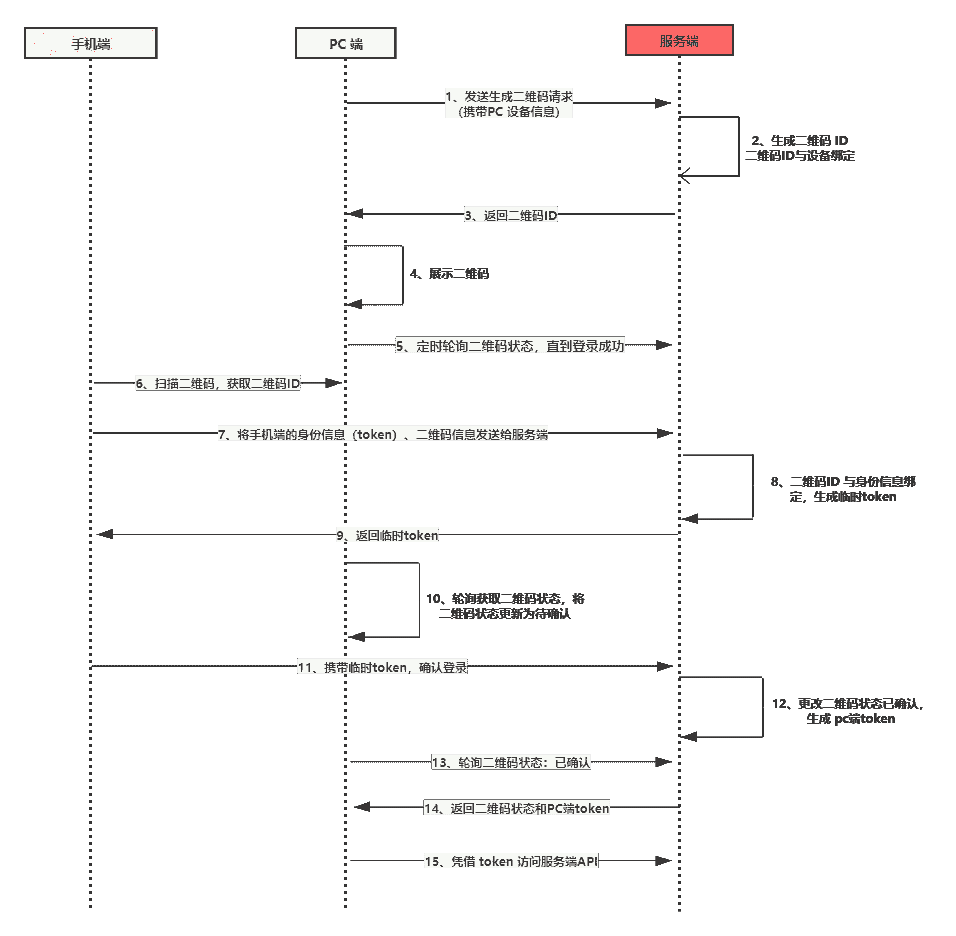 手机端
PC 端
服务端
1、发送生成二维码请求
（携带PC 设备信息）
2、生成二维码 ID
二维码ID与设备绑定
3、返回二维码ID
4、展示二维码
5、定时轮询二维码状态，直到登录成功
6、扫描二维码，获取二维码ID
7、将手机端的身份信息（token）、二维码信息发送给服务端
8、二维码ID 与身份信息绑
定，生成临时token
9、返回临时token
10、轮询获取二维码状态，将
二维码状态更新为待确认
11、携带临时token，确认登录
12、更改二维码状态已确认，
生成 pc端token
13、轮询二维码状态：已确认
14、返回二维码状态和PC端token
15、凭借 token 访问服务端API